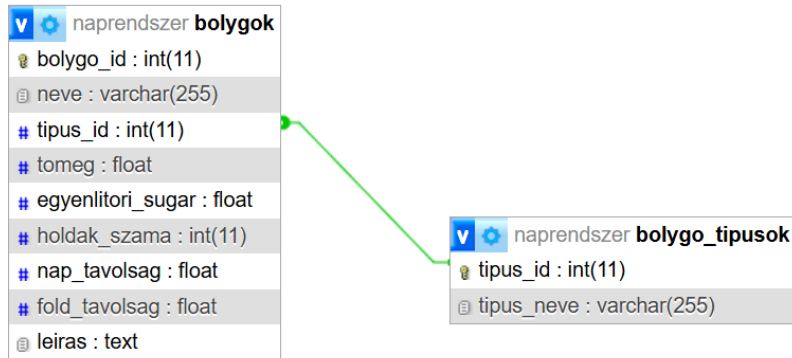 naprendszer bolygok
bolygo_id : int(11)
neve : varchar(255)
tipus_id : int(11)
tomeg : float
egyenlitori_sugar : float
holdak_szama : int(11)
nap_tavolsag : float
fold_tavolsag : float
leiras : text
naprendszer bolygo_tipusok
tipus_id : int(11)
tipus_neve : varchar(255)